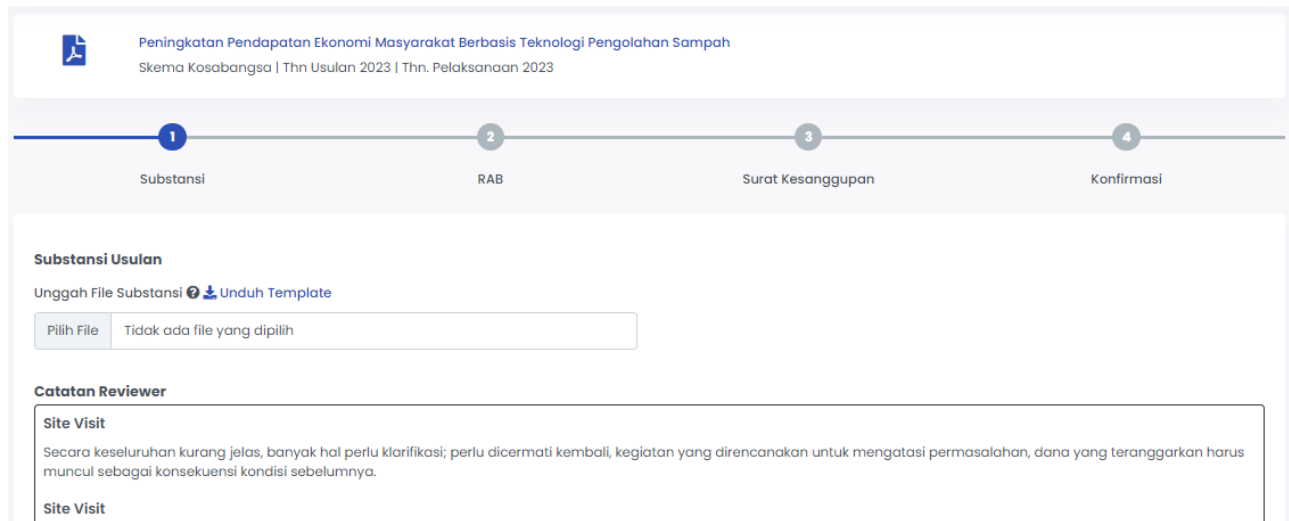 Peningkatan Pendapatan Ekonomi Masyarakat Berbasis Teknologi Pengolahan Sampah
Skema Kosabangsa | Thn Usulan 2023 | Thn. Pelaksanaan 2023
1
2
3
4
Substansi
RAB
Surat Kesanggupan
Konfirmasi
Substansi Usulan
Unggah File Substansi ? Unduh Template
Pilih File Tidak ada file yang dipilih
Catatan Reviewer
Site Visit
Secara keseluruhan kurang jelas, banyak hal perlu klarifikasi; perlu dicermati kembali, kegiatan yang direncanakan untuk mengatasi permasalahan, dana yang teranggarkan harus
muncul sebagai konsekuensi kondisi sebelumnya.
Site Visit